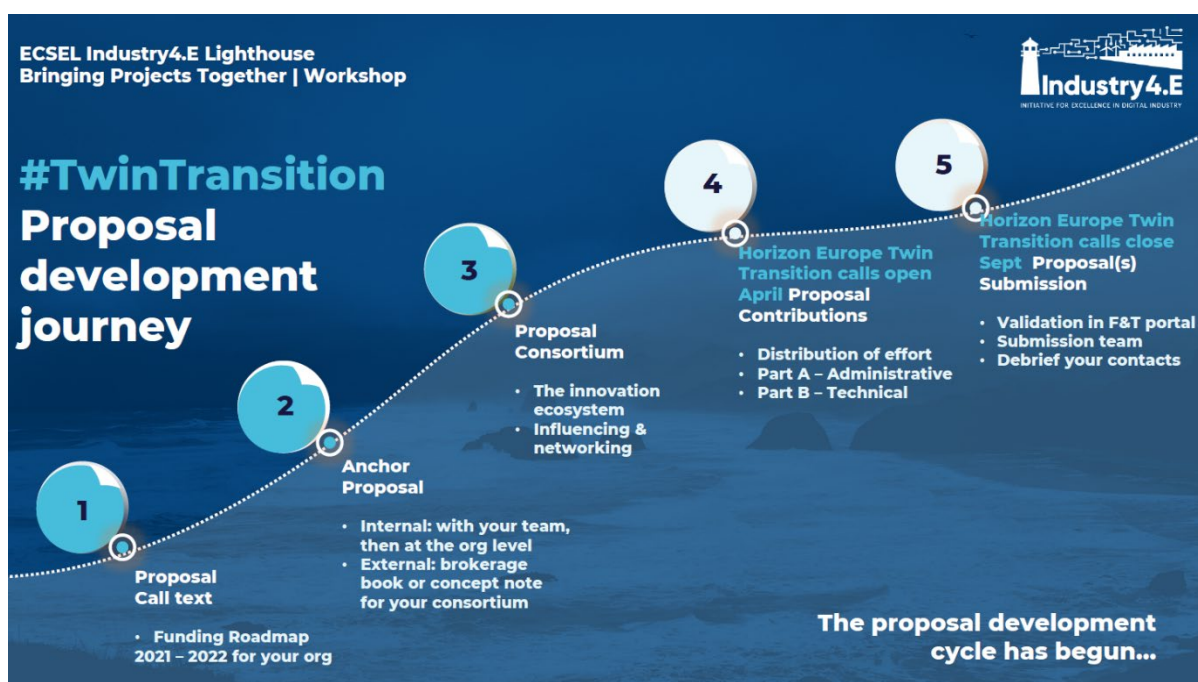 ECSEL Industry4.E Lighthouse
Bringing Projects Together | Workshop
Industry4.E
INITIATIVE FOR EXCELLENCE IN DIGITAL INDUSTRY
#TwinTransition
Proposal
development
journey
1
Proposal
Call text
• Funding Roadmap
2021 – 2022 for your org
2
Anchor
Proposal
• Internal: with your team,
then at the org level
• External: brokerage
book or concept note
for your consortium
3
Proposal
Consortium
• The innovation
ecosystem
• Influencing &
networking
4
Horizon Europe Twin
Transition calls open
April Proposal
Contributions
• Distribution of effort
• Part A – Administrative
• Part B – Technical
5
Horizon Europe Twin
Transition calls close
Sept Proposal(s)
Submission
• Validation in F&T portal
• Submission team
• Debrief your contacts
The proposal development
cycle has begun...